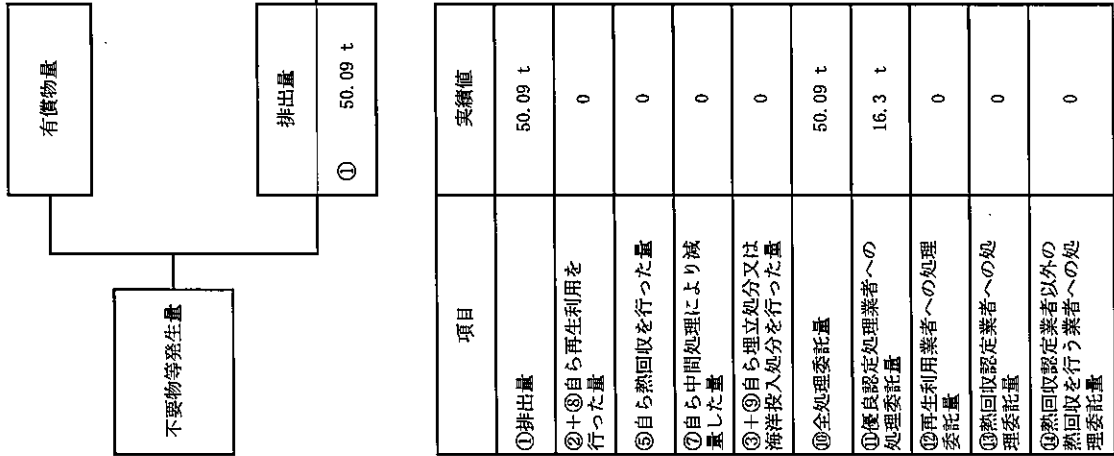 不要物等発生量
有償物量
排出量
① 50.09 t
項目 実績値
①排出量 50.09 t
②+⑧自ら再生利用を
行った量 0
⑤自ら熱回収を行った量 0
⑦自ら中間処理により減
量した量 0
③+⑨自ら埋立処分又は
海洋投入処分を行った量 0
⑩全処理委託量 50.09 t
⑪優良認定処理業者への
処理委託量 16.3 t
⑫再生利用業者への処理
委託量 0
⑬熱回収認定業者への処
理委託量 0
⑭熱回収認定業者以外の
熱回収を行う業者への処
理委託量 0